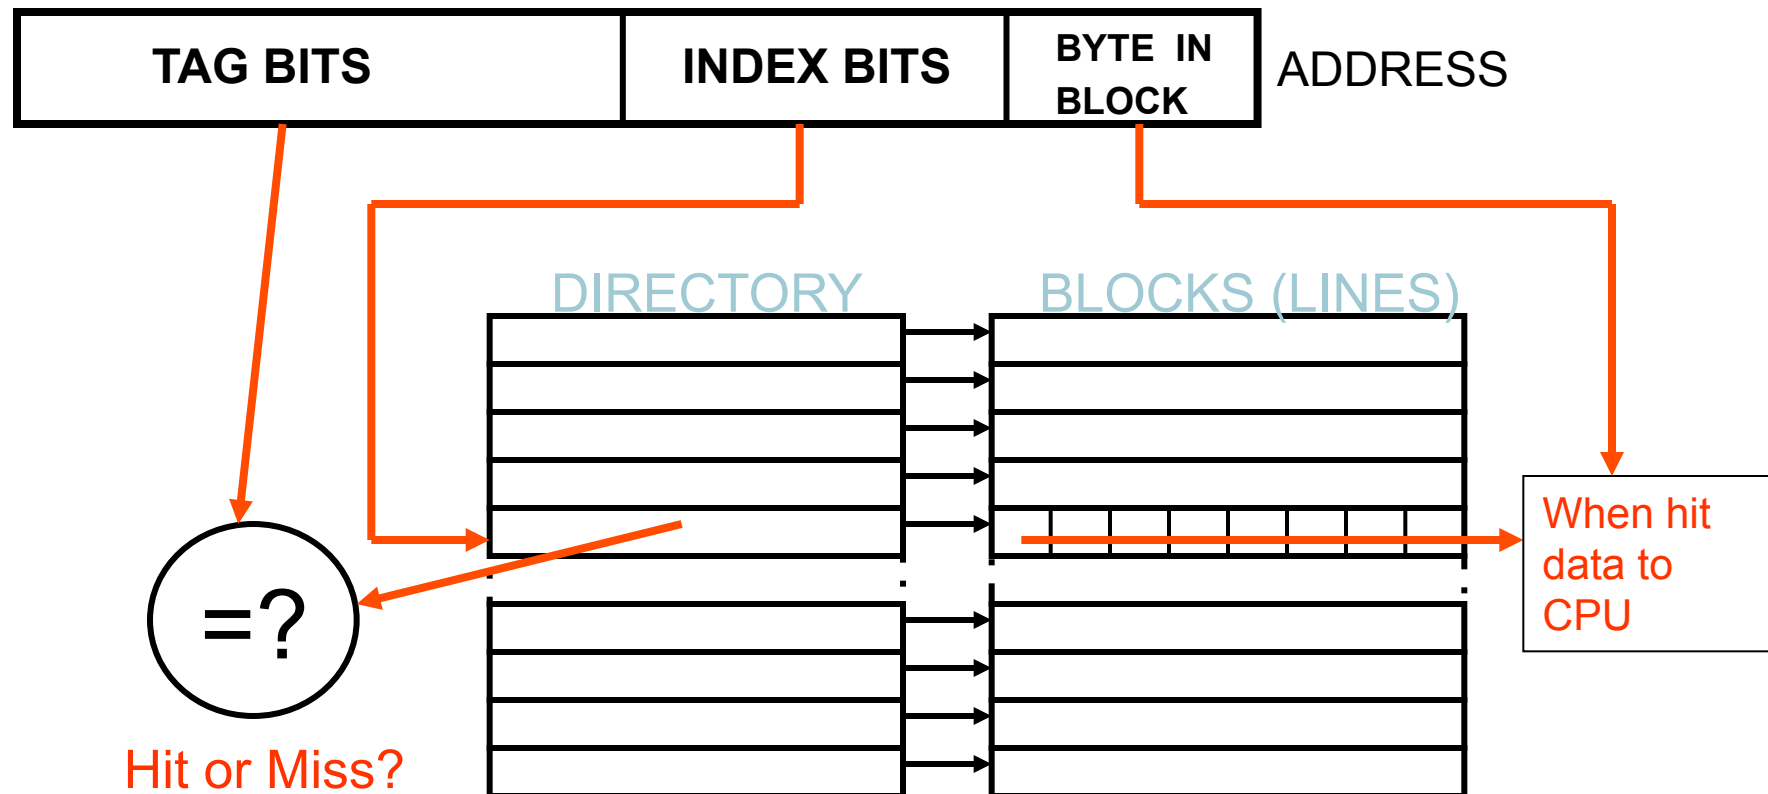 TAG BITS
INDEX BITS
BYTE IN
BLOCK
ADDRESS
DIRECTORY
BLOCKS (LINES)
=?
Hit or Miss?
When hit
data to
CPU